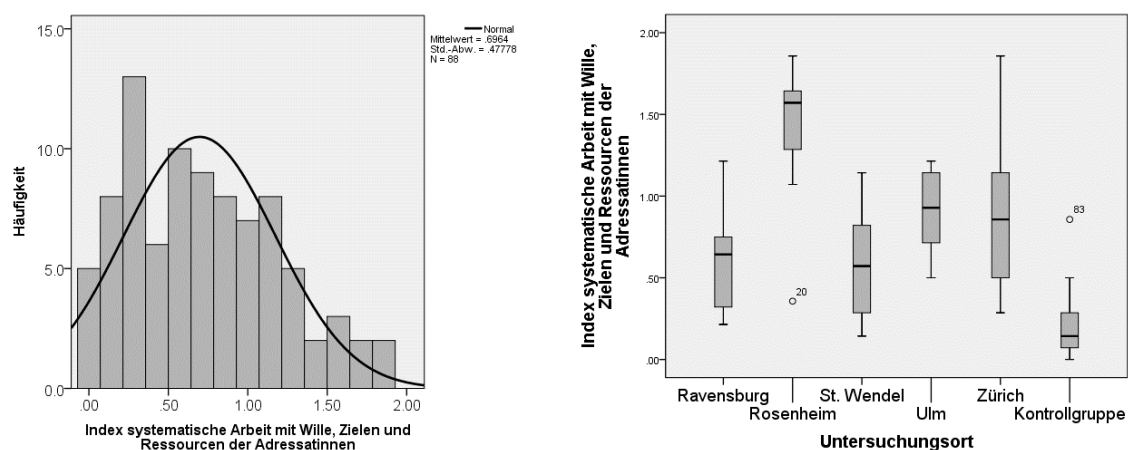 15.0
10.0
5.0
0.0
Häufigkeit
.00 .50 1.00 1.50 2.00
Index systematische Arbeit mit Wille, Zielen und
Ressourcen der Adressatinnen
Normal
Mittelwert = .6964
Std.-Abw. = .47778
N = 88
Index systematische Arbeit mit Wille,
Zielen und Ressourcen der
Adressatinnen
2.00
1.50
1.00
.50
.00
20
83
Ravensburg
Rosenheim
St. Wendel
Ulm
Zürich
Kontrollgruppe
Untersuchungsort